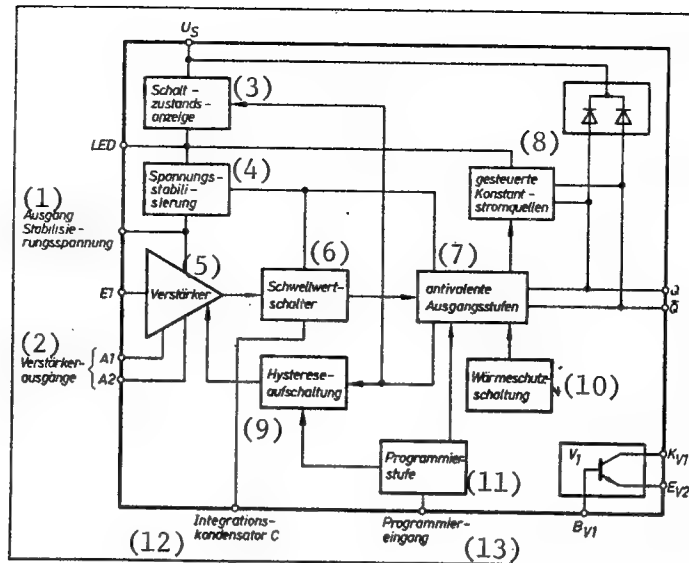 U_S
Schalt-
zustands-
anzeige
(3)
LED
(8)
Spannungs-
stabili-
sierung
(4)
gesteuerte
Konstant-
stromquellen
(1)
Ausgang
Stabilisie-
rungsspannung
(5)
(6)
(7)
E1
Verstärker
Schwellwert-
schalter
antivalente
Ausgangsstufen
Q
Q̅
(2)
Verstärker-
ausgänge
A1
A2
Hysterese-
aufschaltung
(9)
Wärmeschutz-
schaltung
(10)
Programmier-
stufe
(11)
V1
K_V1
E_V2
B_V1
(12)
Integrations-
kondensator C
Programmier-
eingang
(13)